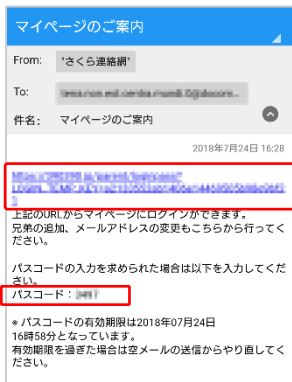 マイページのご案内
From: "さくら連絡網"
To:
件名: マイページのご案内
2018年7月24日 16:28
上記のURLからマイページにログインができます。
兄弟の追加、メールアドレスの変更もこちらから行ってく
ださい。
パスコードの入力を求められた場合は以下を入力してくだ
さい。
パスコード：
※パスコードの有効期限は2018年07月24日
16時58分となっています。
有効期限を過ぎた場合は空メールの送信からやり直してく
ださい。